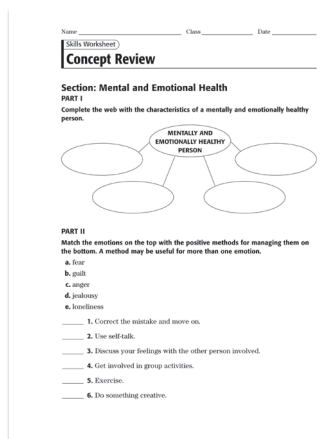 Name Class Date
Skills Worksheet
Concept Review
Section: Mental and Emotional Health
PART I
Complete the web with the characteristics of a mentally and emotionally healthy
person.
MENTALLY AND
EMOTIONALLY HEALTHY
PERSON
PART II
Match the emotions on the top with the positive methods for managing them on
the bottom. A method may be useful for more than one emotion.
a. fear
b. guilt
c. anger
d. jealousy
e. loneliness
1. Correct the mistake and move on.
2. Use self-talk.
3. Discuss your feelings with the other person involved.
4. Get involved in group activities.
5. Exercise.
6. Do something creative.